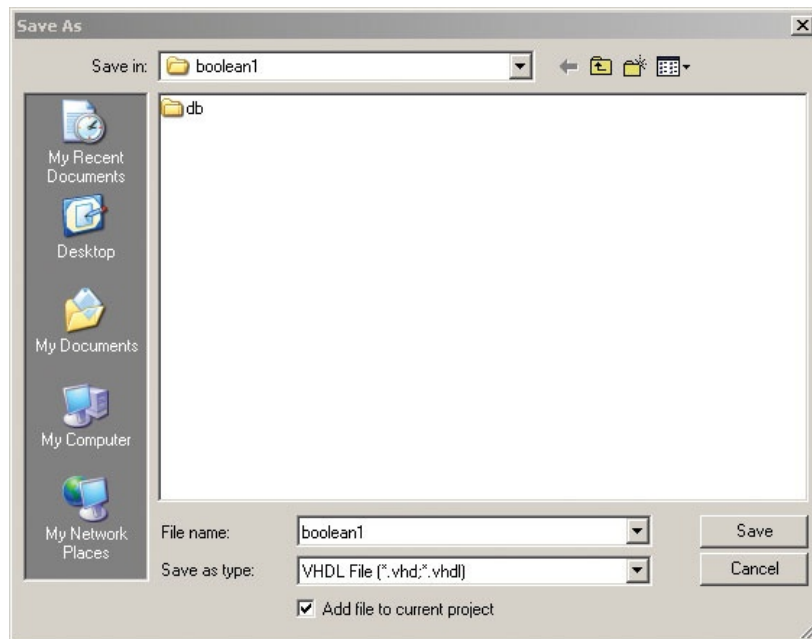 Save As
Save in: boolean1
db
My Recent
Documents
Desktop
My Documents
My Computer
My Network
Places
File name: boolean1 Save
Save as type: VHDL File (*.vhd;*.vhdl) Cancel
Add file to current project